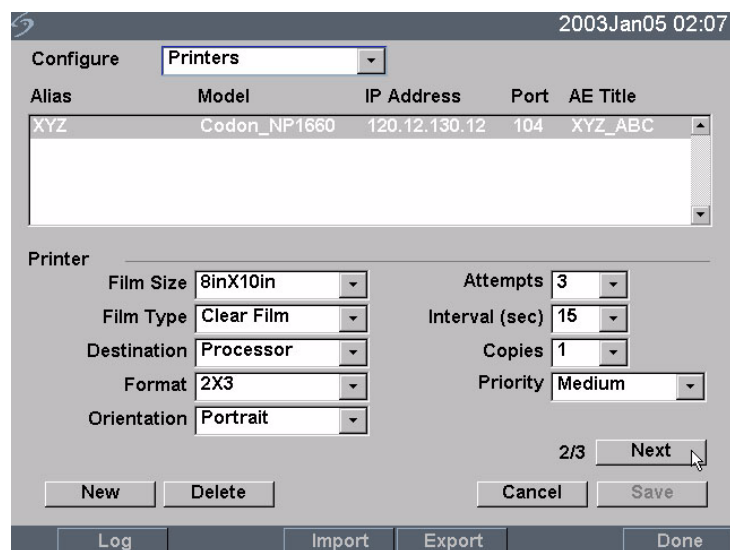 2003Jan05 02:07
Configure Printers
Alias Model IP Address Port AE Title
XYZ Codon_NP1660 120.12.130.12 104 XYZ_ABC
Printer
Film Size 8inX10in Attempts 3
Film Type Clear Film Interval (sec) 15
Destination Processor Copies 1
Format 2X3 Priority Medium
Orientation Portrait
2/3 Next
New Delete Cancel Save
Log Import Export Done